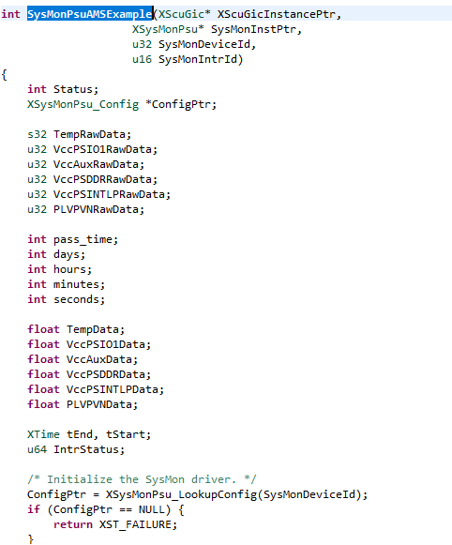 int SysMonPsuAMSExample(XScuGic* XScuGicInstancePtr,
XSysMonPsu* SysMonInstPtr,
u32 SysMonDeviceId,
u16 SysMonIntrId)
{
int Status;
XSysMonPsu_Config *ConfigPtr;
s32 TempRawData;
u32 VccPSIO1RawData;
u32 VccAuxRawData;
u32 VccPSDDRRawData;
u32 VccPSINTLPRawData;
u32 PLVPVNRawData;
int pass_time;
int days;
int hours;
int minutes;
int seconds;
float TempData;
float VccPSIO1Data;
float VccAuxData;
float VccPSDDRData;
float VccPSINTLPData;
float PLVPVNData;
XTime tEnd, tStart;
u64 IntrStatus;
/* Initialize the SysMon driver. */
ConfigPtr = XSysMonPsu_LookupConfig(SysMonDeviceId);
if (ConfigPtr == NULL) {
return XST_FAILURE;
}